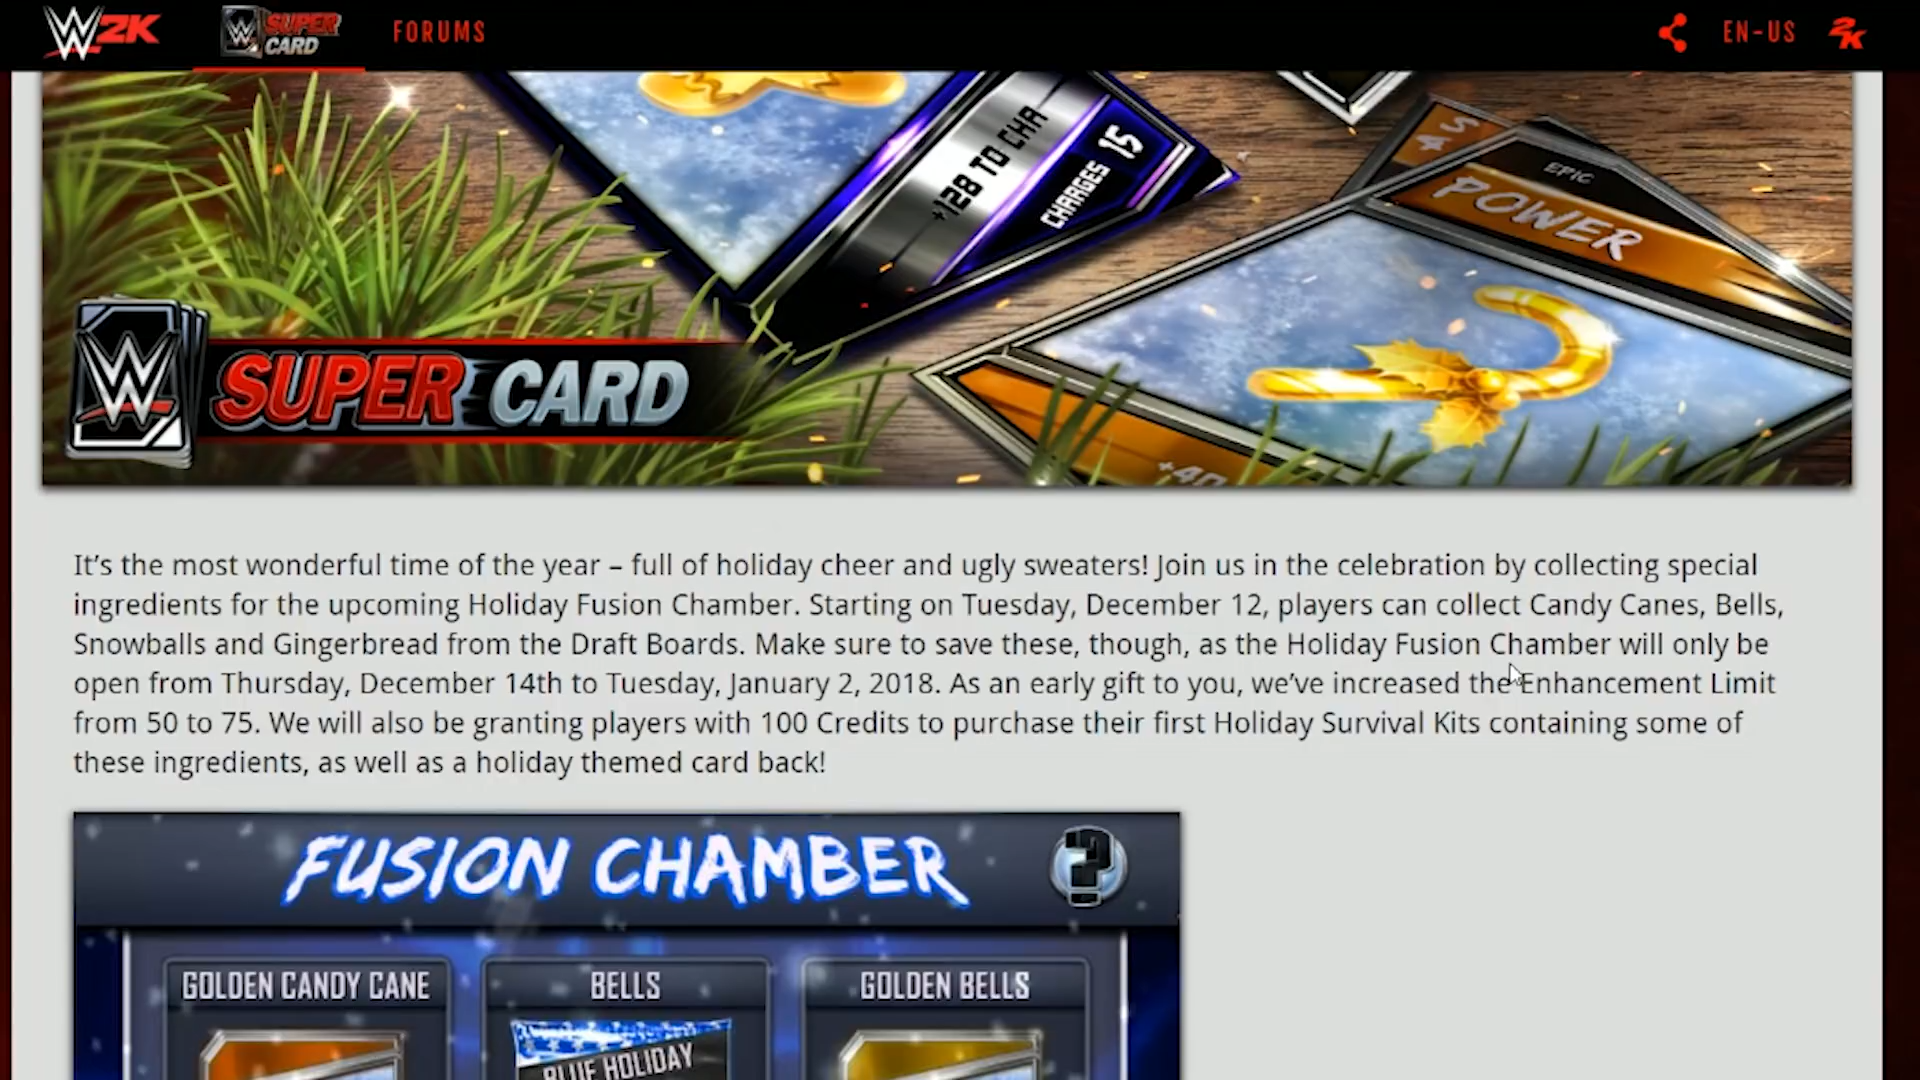 W2K
SUPER CARD
FORUMS
EN-US
2K
+128 TO CHA
CHARGES 15
EPIC
POWER
+40
W SUPER CARD
It’s the most wonderful time of the year – full of holiday cheer and ugly sweaters! Join us in the celebration by collecting special
ingredients for the upcoming Holiday Fusion Chamber. Starting on Tuesday, December 12, players can collect Candy Canes, Bells,
Snowballs and Gingerbread from the Draft Boards. Make sure to save these, though, as the Holiday Fusion Chamber will only be
open from Thursday, December 14th to Tuesday, January 2, 2018. As an early gift to you, we’ve increased the Enhancement Limit
from 50 to 75. We will also be granting players with 100 Credits to purchase their first Holiday Survival Kits containing some of
these ingredients, as well as a holiday themed card back!
FUSION CHAMBER ?
GOLDEN CANDY CANE
BELLS
GOLDEN BELLS
BLUE HOLIDAY